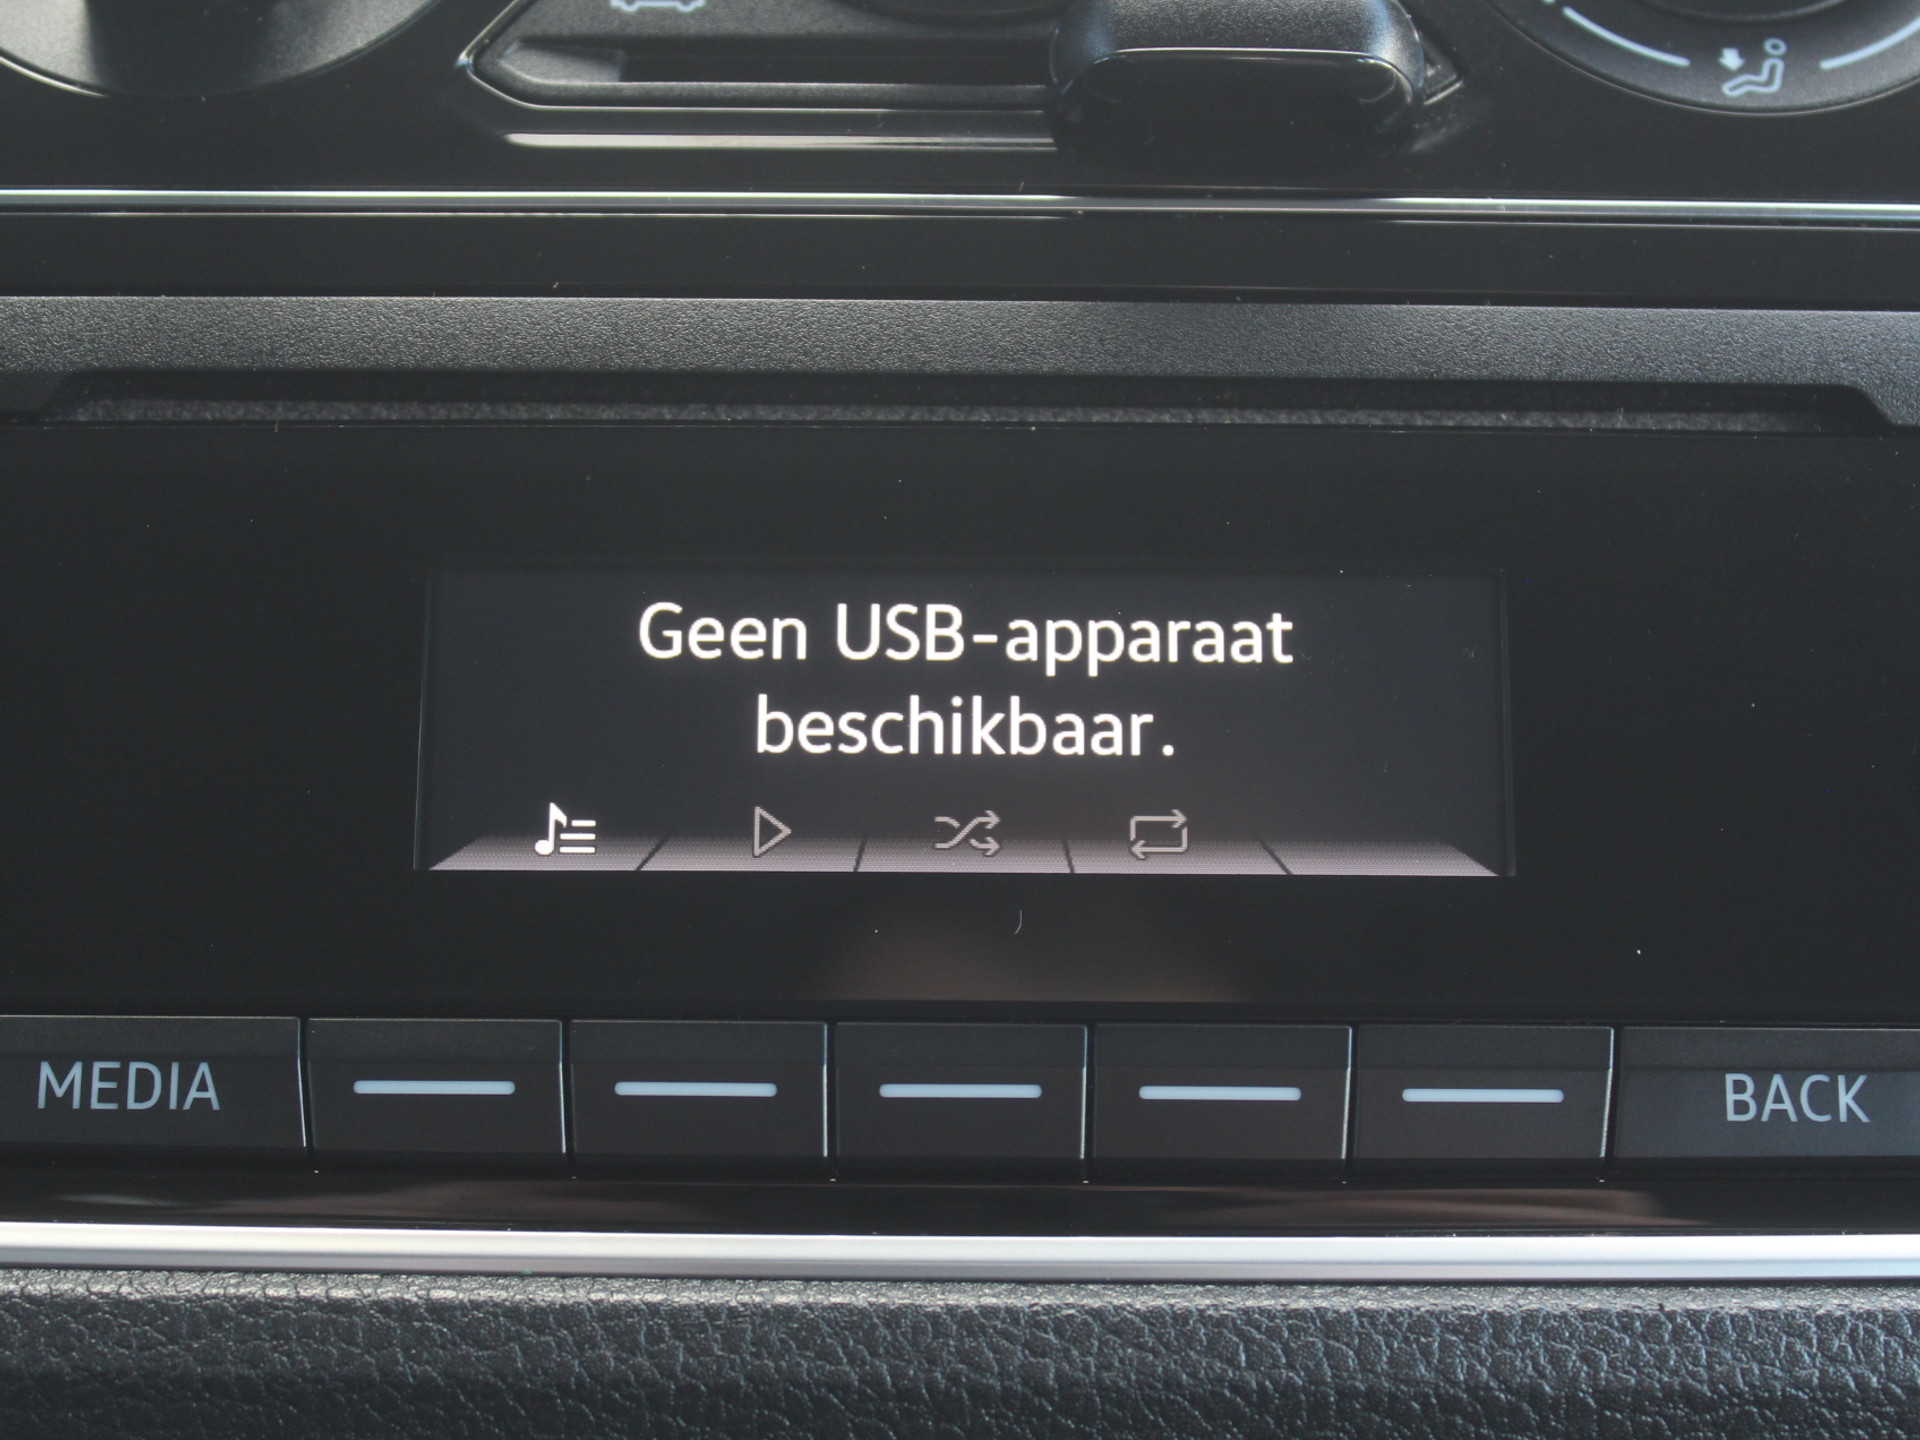 Geen USB-apparaat
beschikbaar.
MEDIA
BACK